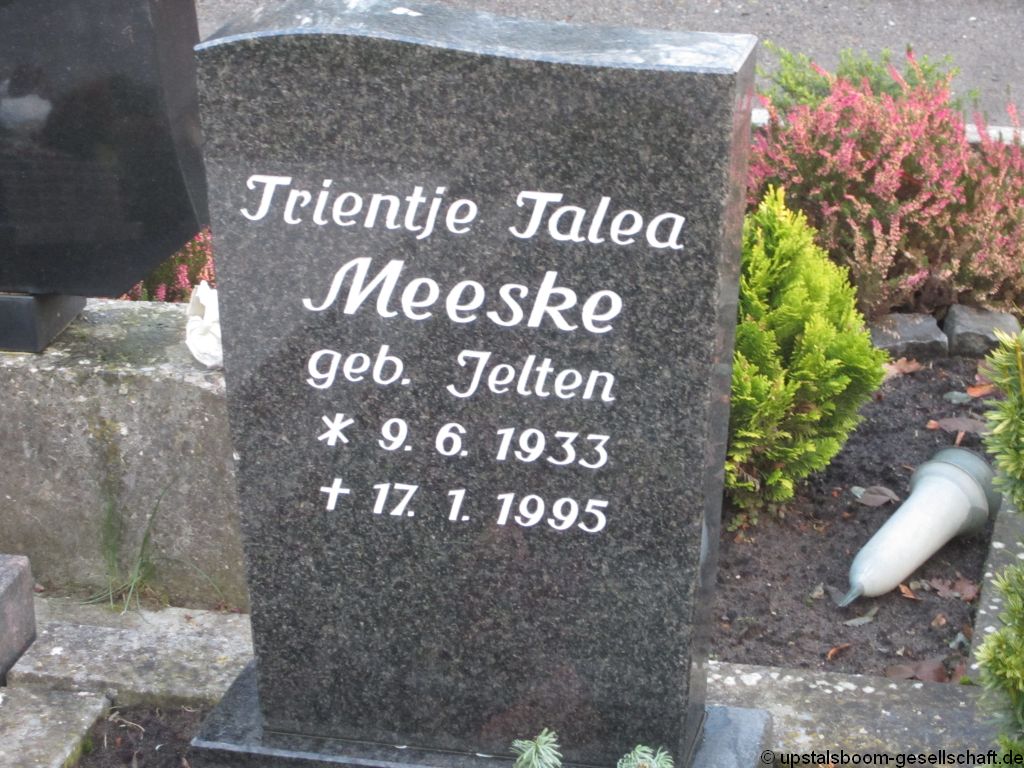 Trientje Talea
Meeske
geb. Jelten
* 9. 6. 1933
† 17. 1. 1995
© upstalsboom-gesellschaft.de